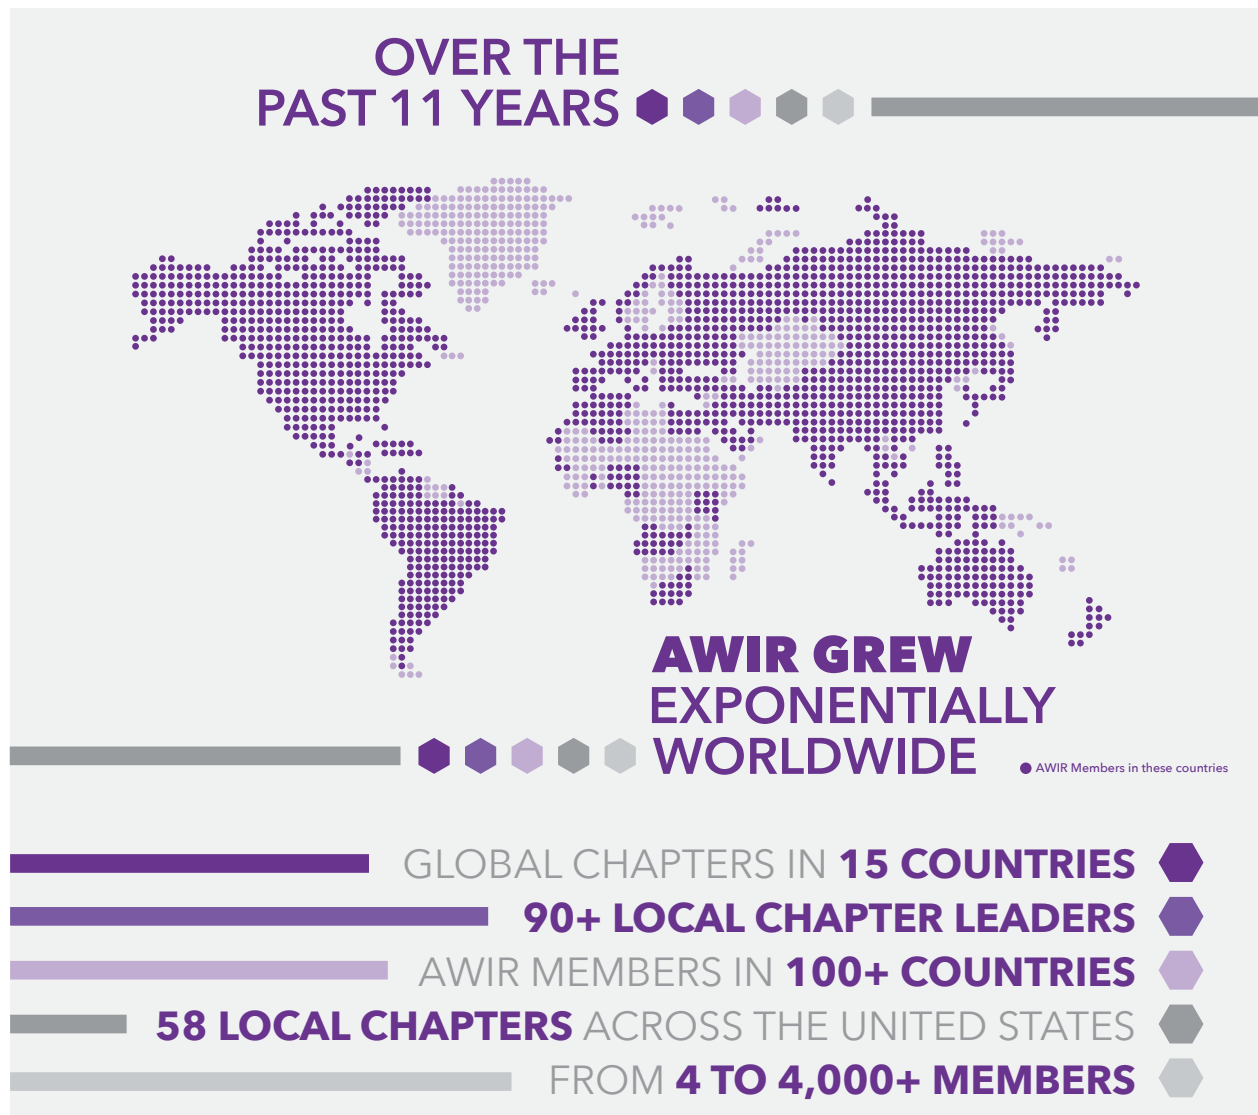 OVER THE
PAST 11 YEARS
AWIR GREW
EXPONENTIALLY
WORLDWIDE
AWIR Members in these countries
GLOBAL CHAPTERS IN 15 COUNTRIES
90+ LOCAL CHAPTER LEADERS
AWIR MEMBERS IN 100+ COUNTRIES
58 LOCAL CHAPTERS ACROSS THE UNITED STATES
FROM 4 TO 4,000+ MEMBERS